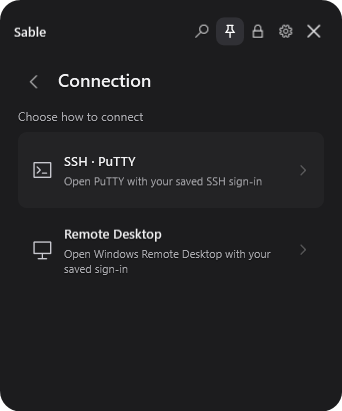 Sable
Connection
Choose how to connect
SSH · PuTTY
Open PuTTY with your saved SSH sign-in
Remote Desktop
Open Windows Remote Desktop with your
saved sign-in